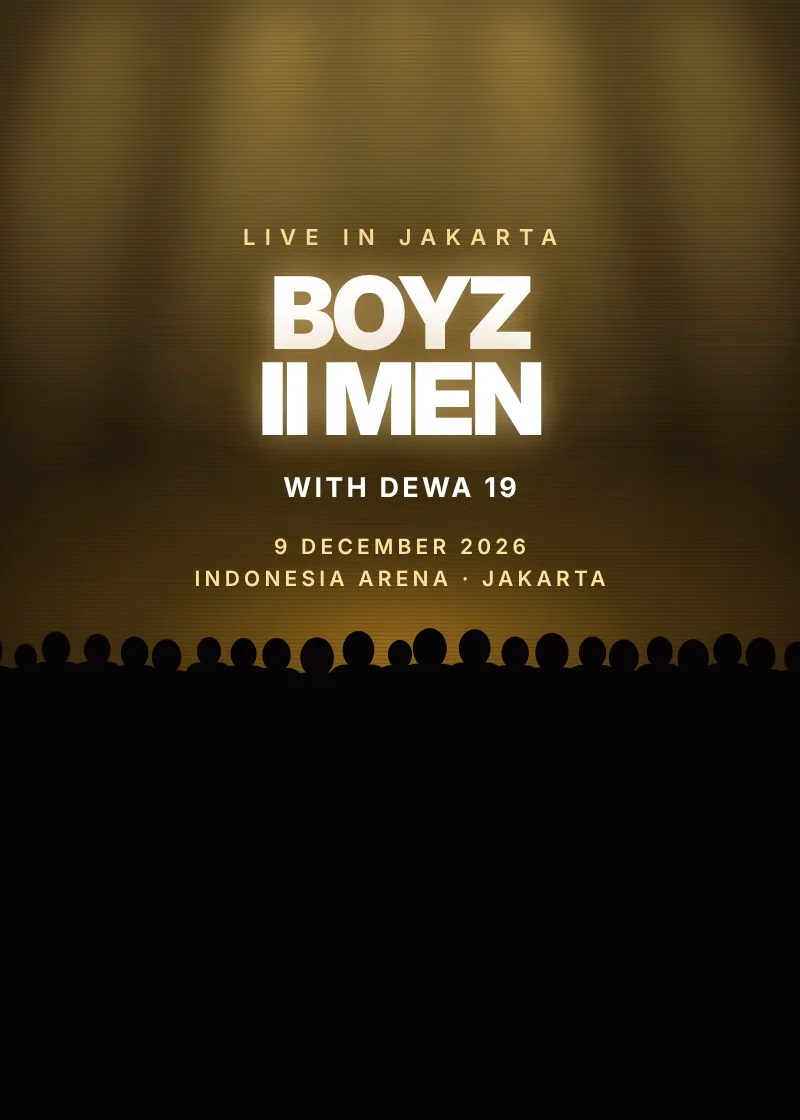 LIVE IN JAKARTA
BOYZ
II MEN
WITH DEWA 19
9 DECEMBER 2026
INDONESIA ARENA · JAKARTA